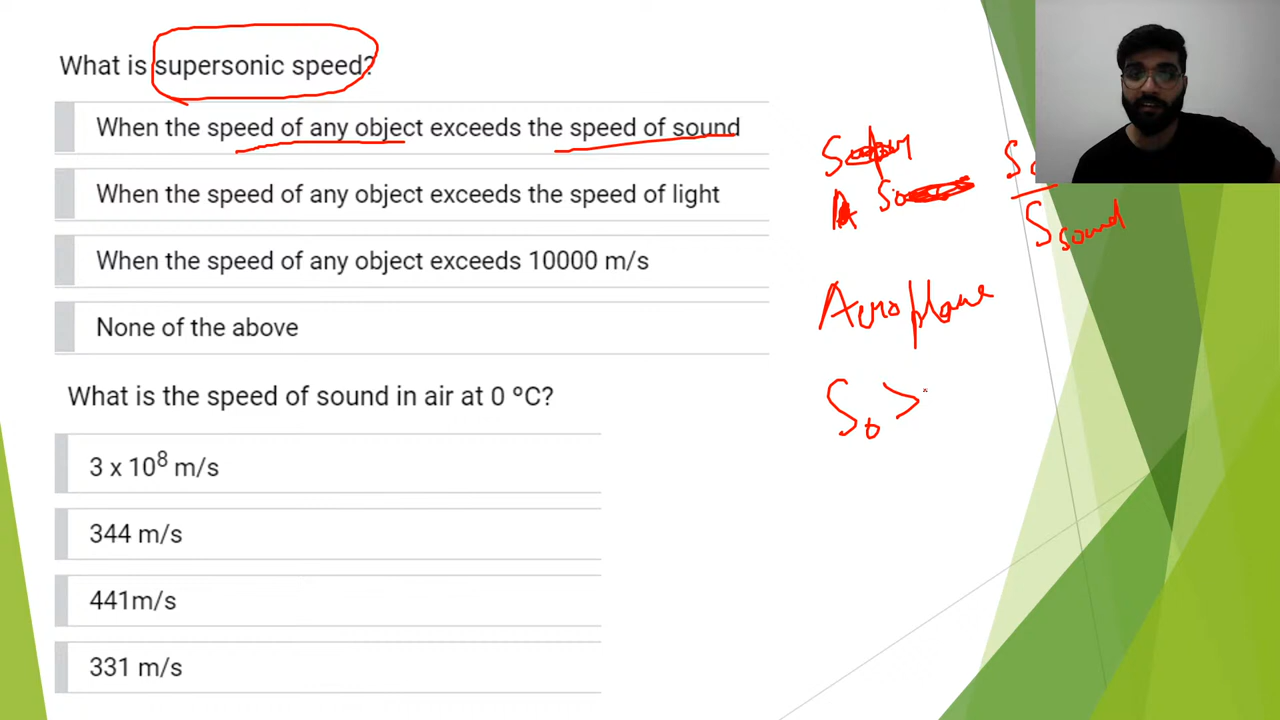 What is supersonic speed?
When the speed of any object exceeds the speed of sound
When the speed of any object exceeds the speed of light
When the speed of any object exceeds 10000 m/s
None of the above
What is the speed of sound in air at 0 ºC?
3 x 10⁸ m/s
344 m/s
441m/s
331 m/s
S sound
Aeroplane
S₀ >